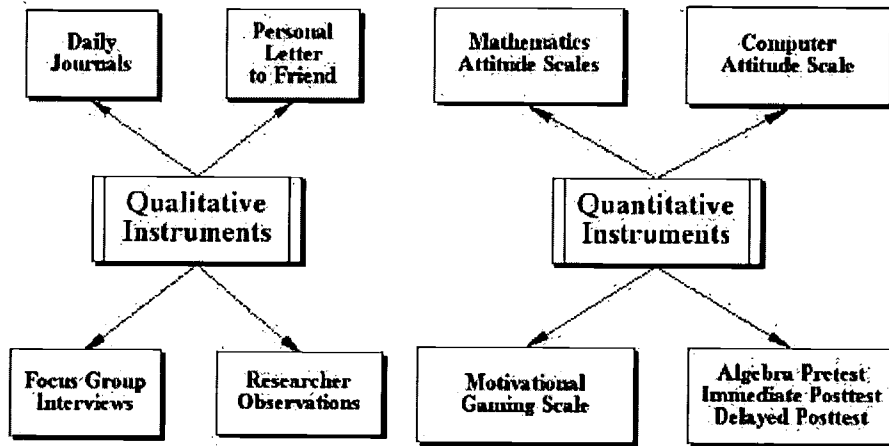 Daily
Journals
Personal
Letter
to Friend
Mathematics
Attitude Scales
Computer
Attitude Scale
Qualitative
Instruments
Quantitative
Instruments
Focus Group
Interviews
Researcher
Observations
Motivational
Gaming Scale
Algebra Pretest
Immediate Posttest
Delayed Posttest